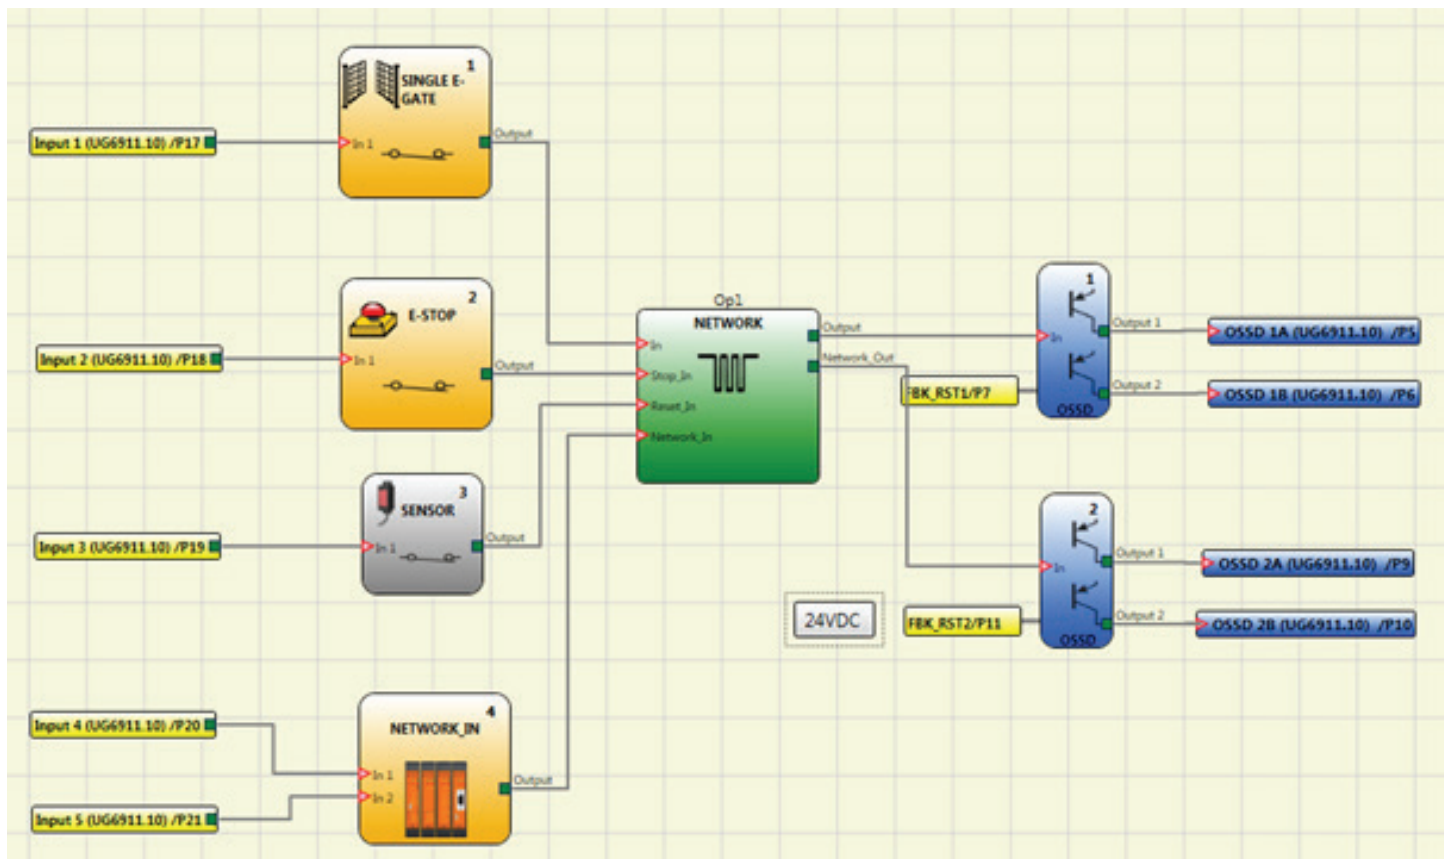 1
SINGLE E-
GATE
Input 1 (UG6911.10) /P17
In 1
Output
2
E-STOP
Input 2 (UG6911.10) /P18
In 1
Output
3
SENSOR
Input 3 (UG6911.10) /P19
In 1
Output
4
NETWORK_IN
Input 4 (UG6911.10) /P20
In 1
In 2
Output
Input 5 (UG6911.10) /P21
Op1
NETWORK
In
Stop_In
Reset_In
Network_In
Output
Network_Out
1
In
FBK_RST1/P7
OSSD
Output 1
Output 2
OSSD 1A (UG6911.10) /P5
OSSD 1B (UG6911.10) /P6
24VDC
2
In
FBK_RST2/P11
OSSD
Output 1
Output 2
OSSD 2A (UG6911.10) /P9
OSSD 2B (UG6911.10) /P10